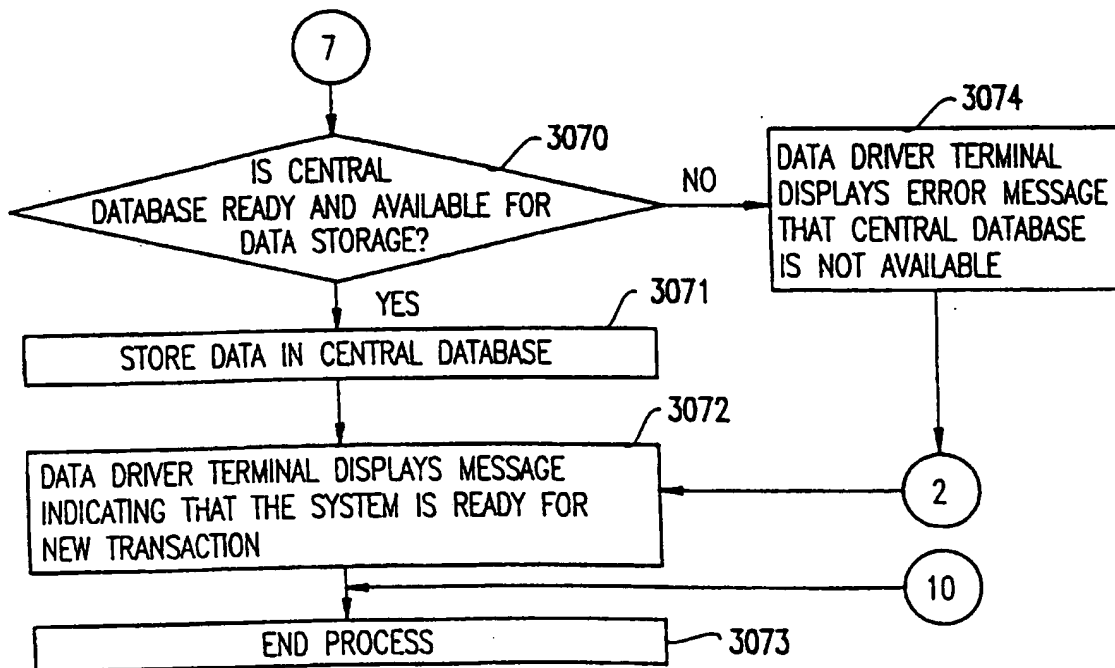 7
3070
IS CENTRAL
DATABASE READY AND AVAILABLE FOR
DATA STORAGE?
NO
3074
DATA DRIVER TERMINAL
DISPLAYS ERROR MESSAGE
THAT CENTRAL DATABASE
IS NOT AVAILABLE
YES
3071
STORE DATA IN CENTRAL DATABASE
3072
DATA DRIVER TERMINAL DISPLAYS MESSAGE
INDICATING THAT THE SYSTEM IS READY FOR
NEW TRANSACTION
2
10
END PROCESS
3073